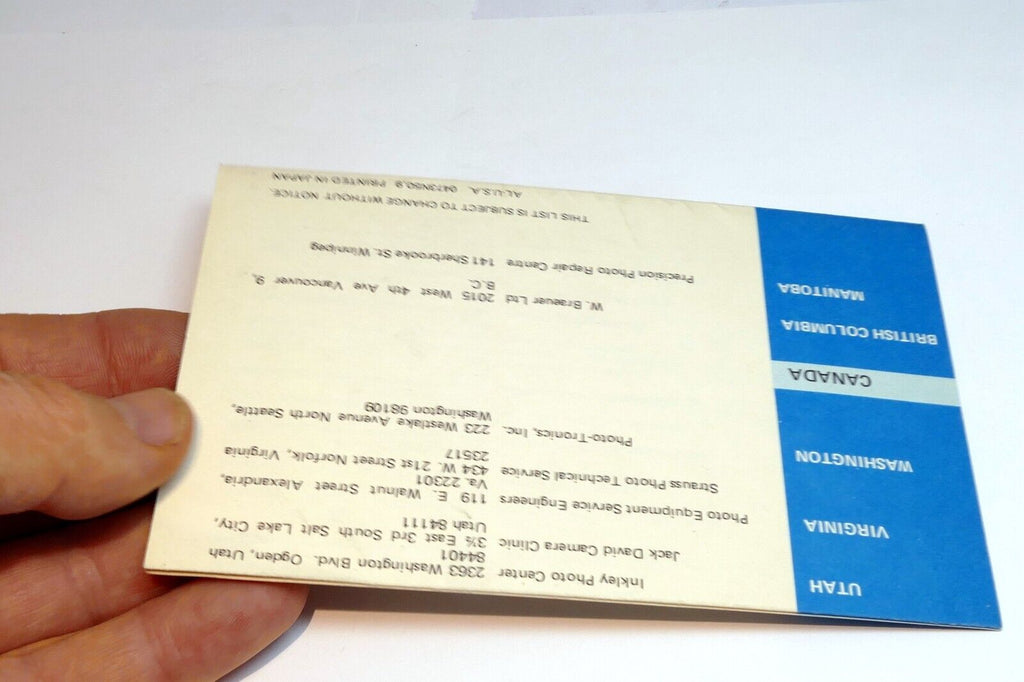 UTAH
Inkley Photo Center 2363 Washington Blvd. Ogden, Utah
84401
Jack David Camera Clinic 3½ East 3rd South Salt Lake City,
Utah 84111
VIRGINIA
Photo Equipment Service Engineers 119 E. Walnut Street Alexandria,
Va. 22301
Strauss Photo Technical Service 434 W. 21st Street Norfolk, Virginia
23517
WASHINGTON
Photo-Tronics, Inc. 223 Westlake Avenue North Seattle,
Washington 98109
CANADA
BRITISH COLUMBIA
W. Braeuer Ltd 2015 West 4th Ave Vancouver 9,
B.C.
MANITOBA
Precision Photo Repair Centre 141 Sherbrooke St. Winnipeg
THIS LIST IS SUBJECT TO CHANGE WITHOUT NOTICE.
AL.U.S.A. 0473N50.9 PRINTED IN JAPAN